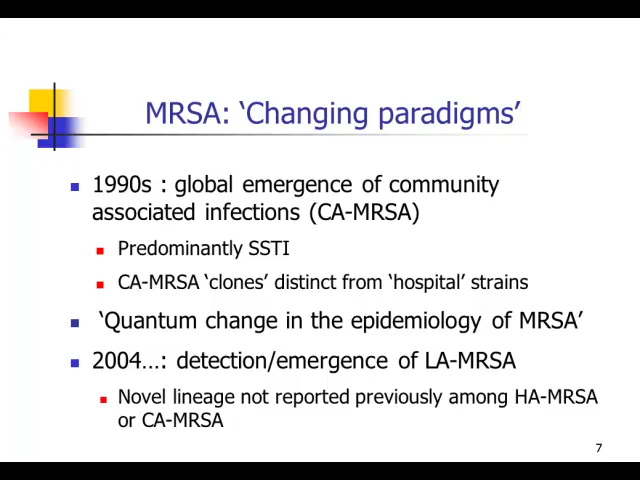 MRSA: ‘Changing paradigms’
1990s : global emergence of community
associated infections (CA-MRSA)
Predominantly SSTI
CA-MRSA ‘clones’ distinct from ‘hospital’ strains
‘Quantum change in the epidemiology of MRSA’
2004…: detection/emergence of LA-MRSA
Novel lineage not reported previously among HA-MRSA
or CA-MRSA
7